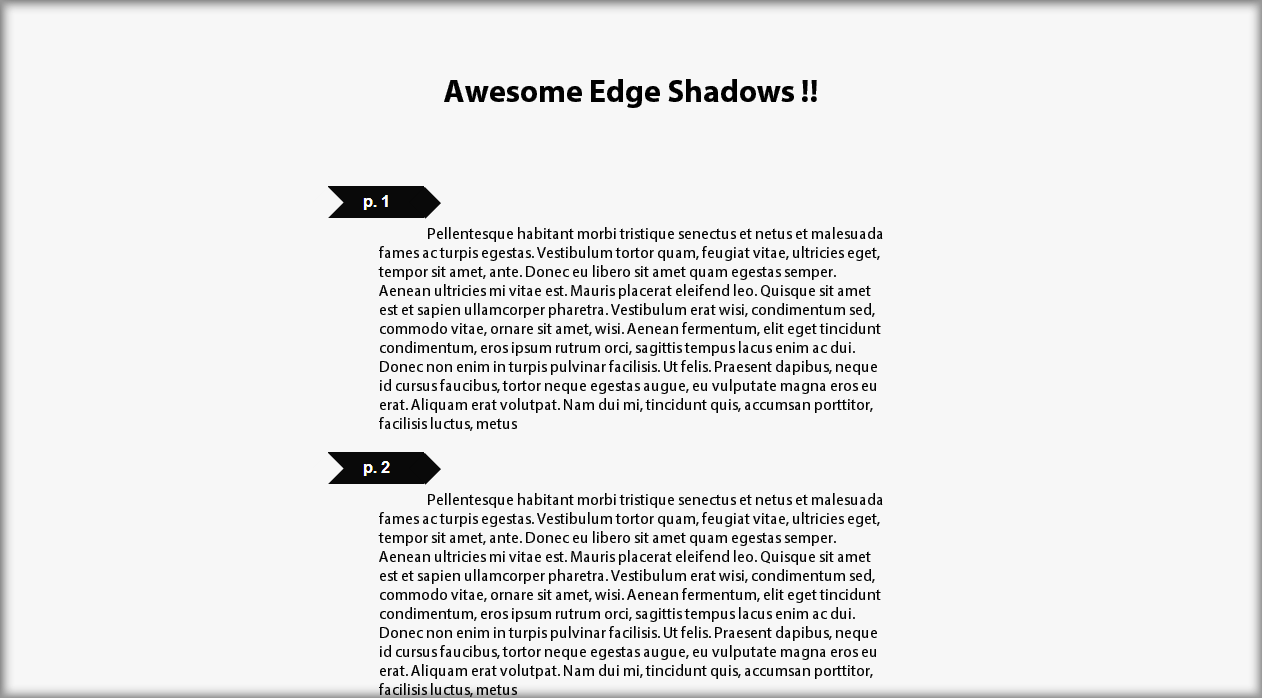 Awesome Edge Shadows !!
p. 1
Pellentesque habitant morbi tristique senectus et netus et malesuada
fames ac turpis egestas. Vestibulum tortor quam, feugiat vitae, ultricies eget,
tempor sit amet, ante. Donec eu libero sit amet quam egestas semper.
Aenean ultricies mi vitae est. Mauris placerat eleifend leo. Quisque sit amet
est et sapien ullamcorper pharetra. Vestibulum erat wisi, condimentum sed,
commodo vitae, ornare sit amet, wisi. Aenean fermentum, elit eget tincidunt
condimentum, eros ipsum rutrum orci, sagittis tempus lacus enim ac dui.
Donec non enim in turpis pulvinar facilisis. Ut felis. Praesent dapibus, neque
id cursus faucibus, tortor neque egestas augue, eu vulputate magna eros eu
erat. Aliquam erat volutpat. Nam dui mi, tincidunt quis, accumsan porttitor,
facilisis luctus, metus
p. 2
Pellentesque habitant morbi tristique senectus et netus et malesuada
fames ac turpis egestas. Vestibulum tortor quam, feugiat vitae, ultricies eget,
tempor sit amet, ante. Donec eu libero sit amet quam egestas semper.
Aenean ultricies mi vitae est. Mauris placerat eleifend leo. Quisque sit amet
est et sapien ullamcorper pharetra. Vestibulum erat wisi, condimentum sed,
commodo vitae, ornare sit amet, wisi. Aenean fermentum, elit eget tincidunt
condimentum, eros ipsum rutrum orci, sagittis tempus lacus enim ac dui.
Donec non enim in turpis pulvinar facilisis. Ut felis. Praesent dapibus, neque
id cursus faucibus, tortor neque egestas augue, eu vulputate magna eros eu
erat. Aliquam erat volutpat. Nam dui mi, tincidunt quis, accumsan porttitor,
facilisis luctus, metus